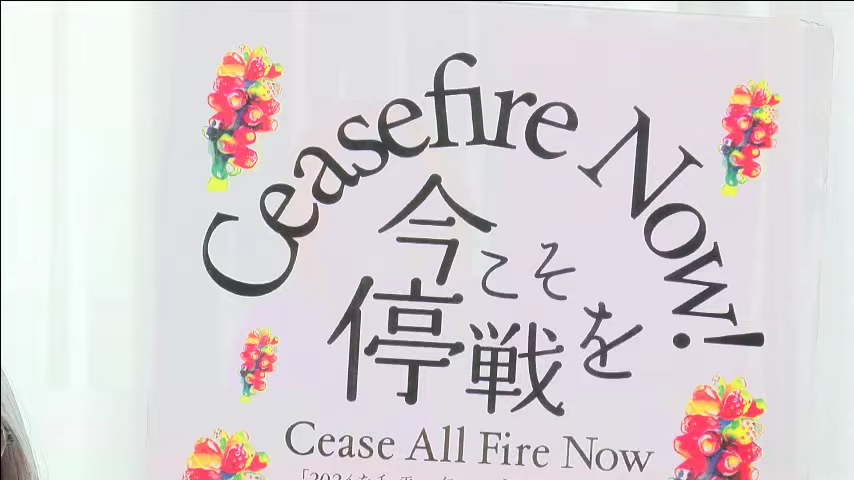 Ceasefire Now!
今こそ
停戦を
Cease All Fire Now